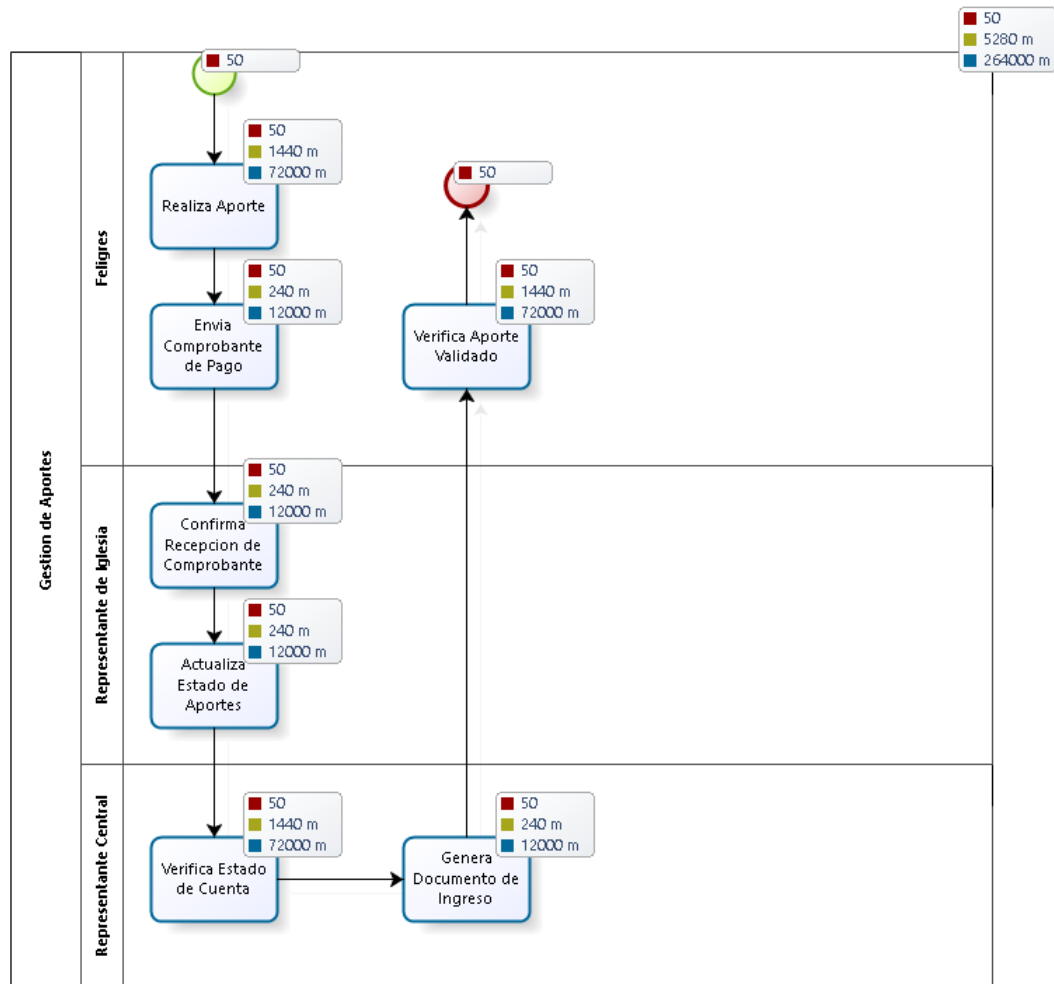 50
5280 m
264000 m
50
50
1440 m
72000 m
Realiza Aporte
50
240 m
12000 m
Envia
Comprobante
de Pago
50
50
1440 m
72000 m
Verifica Aporte
Validado
Feligres
Gestion de Aportes
50
240 m
12000 m
Confirma
Recepcion de
Comprobante
50
240 m
12000 m
Actualiza
Estado de
Aportes
Representante de Iglesia
50
1440 m
72000 m
Verifica Estado
de Cuenta
50
240 m
12000 m
Genera
Documento de
Ingreso
Representante Central